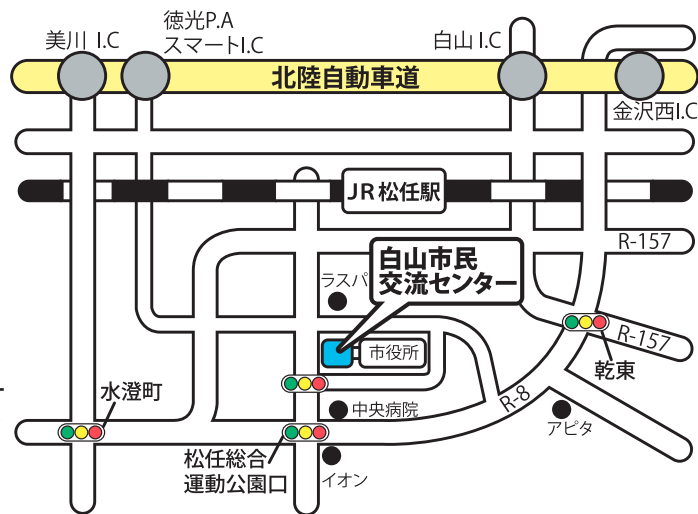 美川 I.C
徳光P.A
スマートI.C
白山 I.C
北陸自動車道
金沢西I.C
JR 松任駅
R-157
白山市民
交流センター
ラスパ
R-157
市役所
乾東
水澄町
中央病院
R-8
アピタ
松任総合
運動公園口
イオン